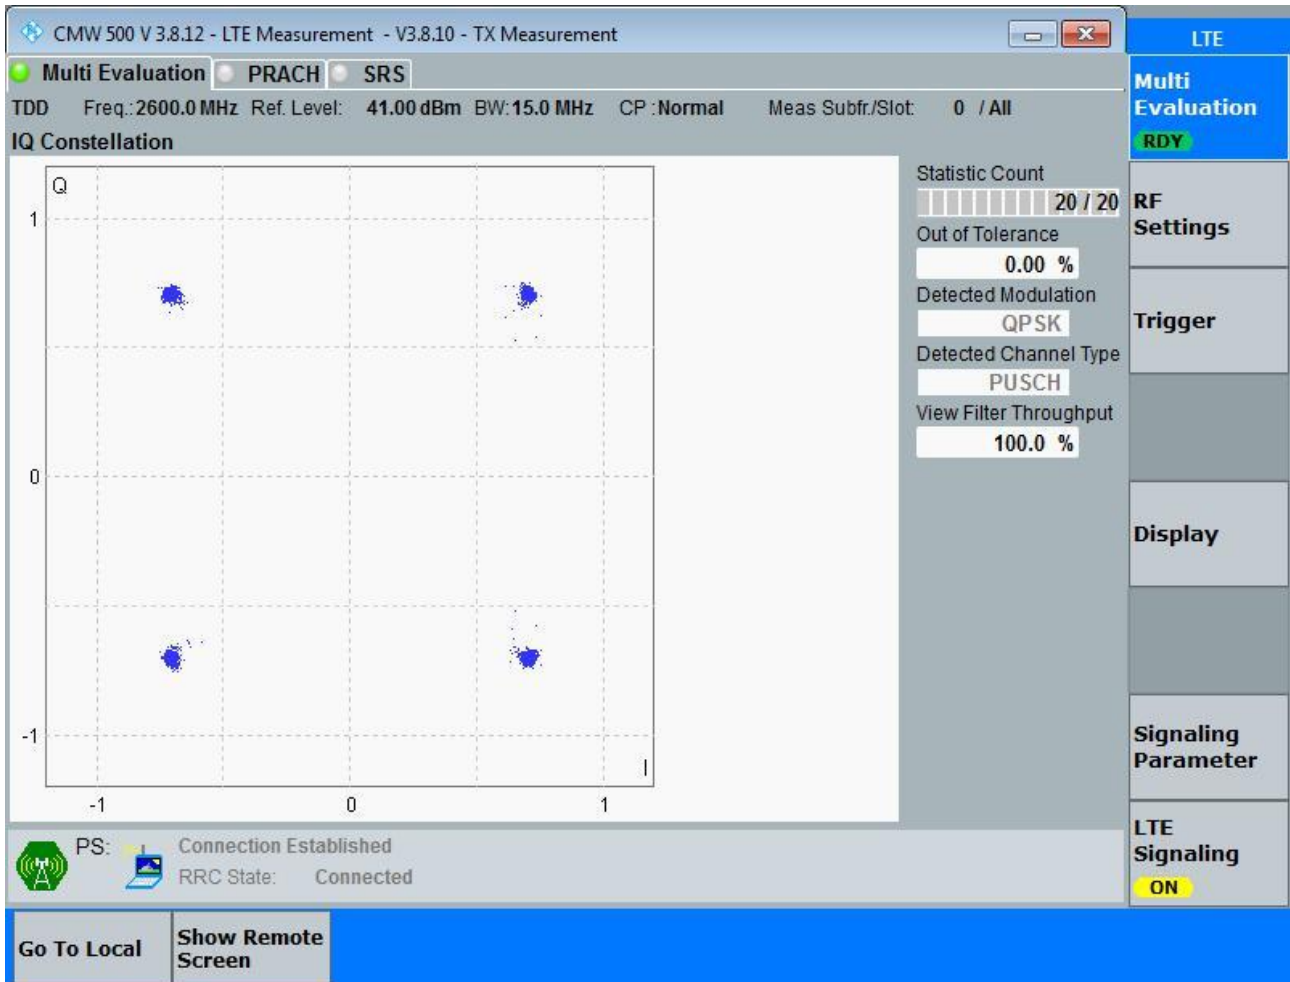 CMW 500 V 3.8.12 - LTE Measurement - V3.8.10 - TX Measurement
LTE
Multi Evaluation PRACH SRS
TDD Freq.: 2600.0 MHz Ref. Level: 41.00 dBm BW: 15.0 MHz CP : Normal Meas Subfr./Slot: 0 / All
IQ Constellation
Q
1
0
-1
I
-1 0 1
Statistic Count
20 / 20
Out of Tolerance
0.00 %
Detected Modulation
QPSK
Detected Channel Type
PUSCH
View Filter Throughput
100.0 %
PS: Connection Established
RRC State: Connected
Multi
Evaluation
RDY
RF
Settings
Trigger
Display
Signaling
Parameter
LTE
Signaling
ON
Go To Local
Show Remote
Screen